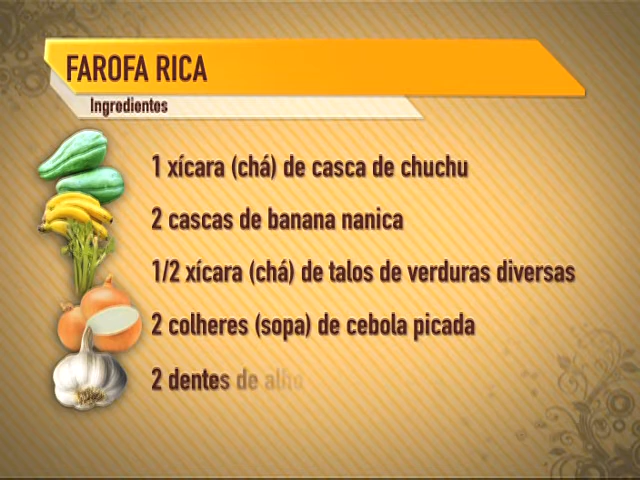 FAROFA RICA
Ingredientes
1 xícara (chá) de casca de chuchu
2 cascas de banana nanica
1/2 xícara (chá) de talos de verduras diversas
2 colheres (sopa) de cebola picada
2 dentes de alho